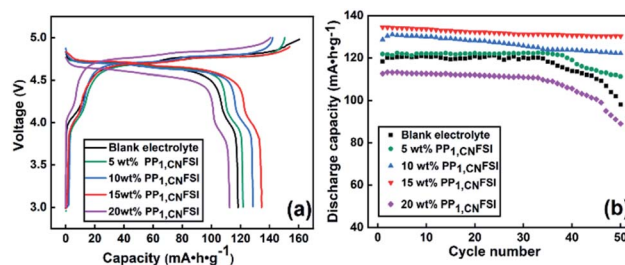 5.0
4.5
4.0
3.5
3.0
Voltage (V)
Blank electrolyte
5 wt% PP1,CNFSI
10wt% PP1,CNFSI
15wt% PP1,CNFSI
20wt% PP1,CNFSI
(a)
0 20 40 60 80 100 120 140 160
Capacity (mA•h•g-1)
140
120
100
80
60
Discharge capacity (mA•h•g-1)
Blank electrolyte
5 wt% PP1,CNFSI
10 wt% PP1,CNFSI
15 wt% PP1,CNFSI
20 wt% PP1,CNFSI
(b)
0 10 20 30 40 50
Cycle number